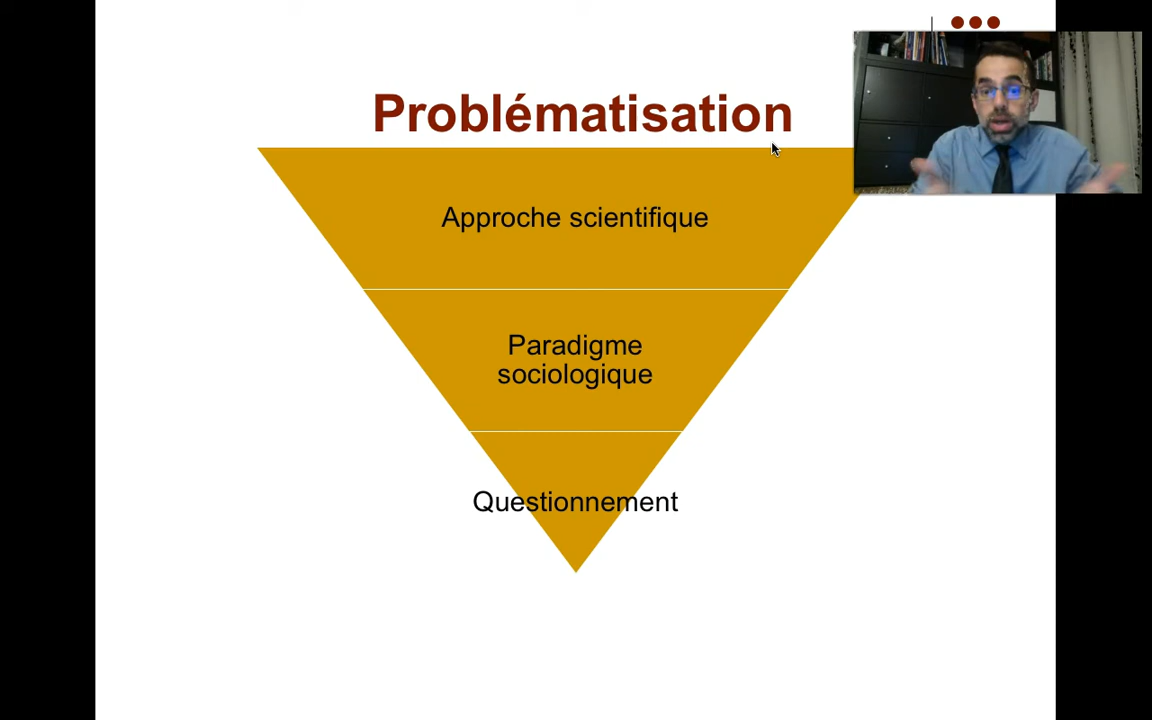 Problématisation
Approche scientifique
Paradigme
sociologique
Questionnement